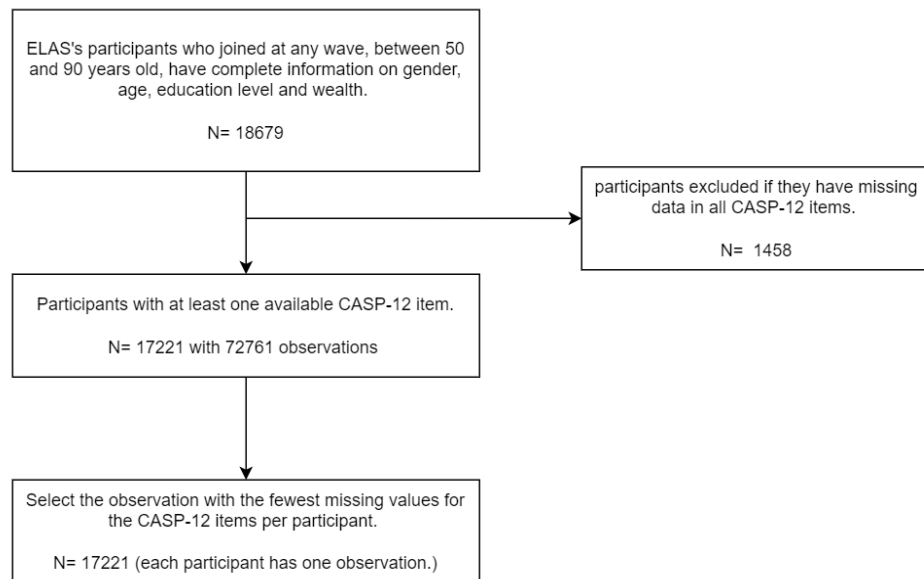 ELAS's participants who joined at any wave, between 50
and 90 years old, have complete information on gender,
age, education level and wealth.
N= 18679
participants excluded if they have missing
data in all CASP-12 items.
N=  1458
Participants with at least one available CASP-12 item.
N= 17221 with 72761 observations
Select the observation with the fewest missing values for
the CASP-12 items per participant.
N= 17221 (each participant has one observation.)